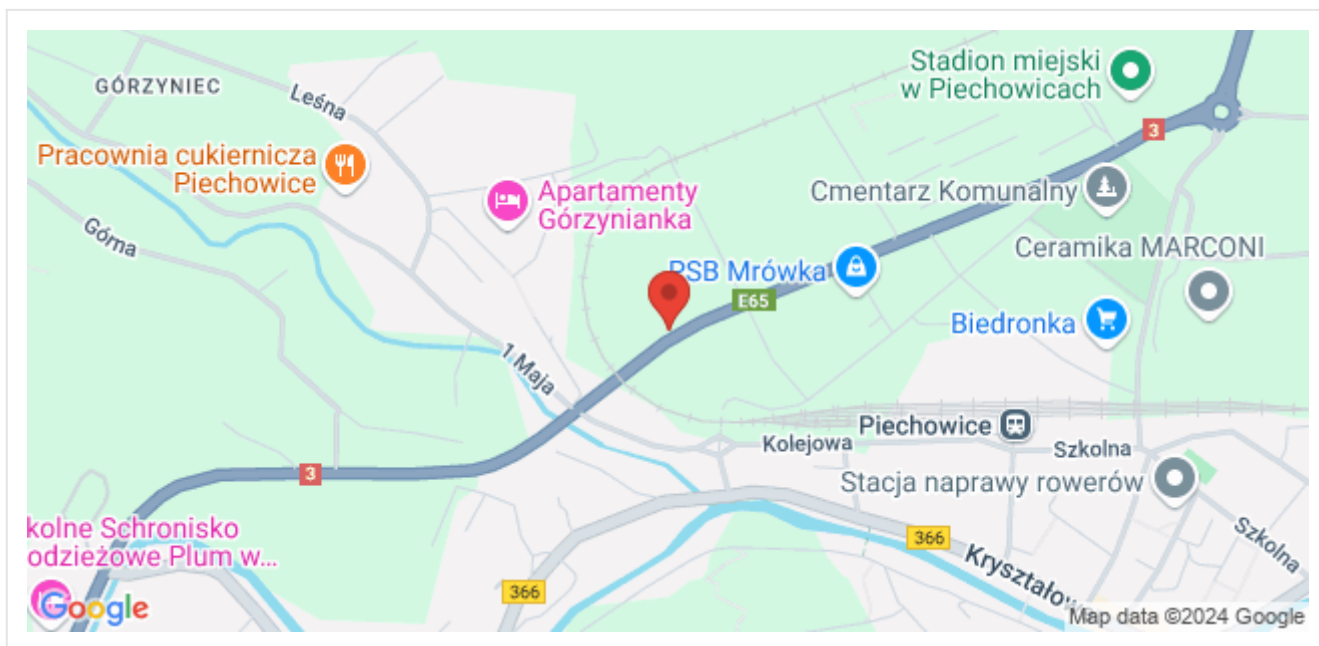 Stadion miejski
w Piechowicach
GÓRZYNIEC
Leśna
3
Pracownia cukiernicza
Piechowice
Apartamenty
Górzynianka
Cmentarz Komunalny
Górna
Ceramika MARCONI
PSB Mrówka
E65
Biedronka
1 Maja
Piechowice
Kolejowa
Szkolna
3
Stacja naprawy rowerów
kolne Schronisko
odzieżowe Plum w...
366
Szkolna
366
Kryształow
Google
Map data ©2024 Google